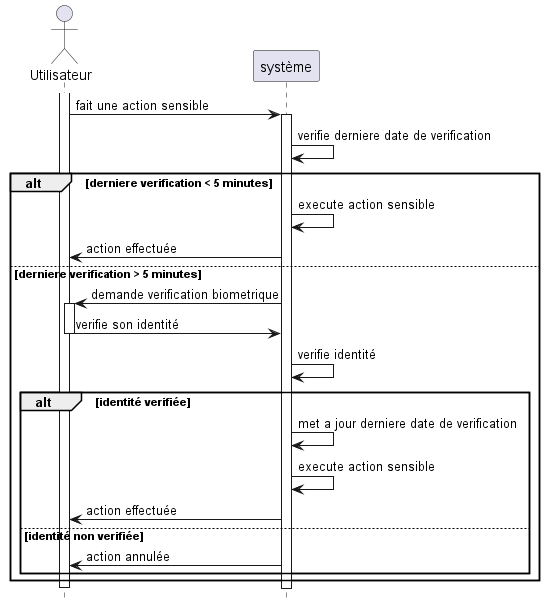 Utilisateur
système
fait une action sensible
verifie derniere date de verification
alt
[derniere verification < 5 minutes]
execute action sensible
action effectuée
[derniere verification > 5 minutes]
demande verification biometrique
verifie son identité
verifie identité
alt
[identité verifiée]
met a jour derniere date de verification
execute action sensible
action effectuée
[identité non verifiée]
action annulée